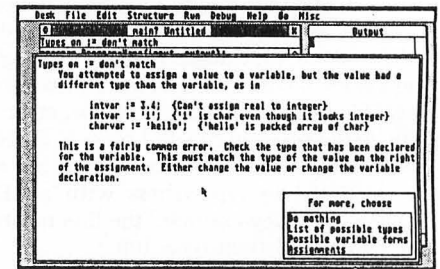 Desk File Edit Structure Run Debug Help Go Misc
main? Untitled
Output
Types on := don't match
Types on := don't match
You attempted to assign a value to a variable, but the value had a
different type than the variable, as in
intvar := 3.4; {Can't assign real to integer}
intvar := '1'; {'1' is char even though it looks integer}
charvar := 'hello'; {'hello' is packed array of char}
This is a fairly common error. Check the type that has been declared
for the variable. This must match the type of the value on the right
of the assignment. Either change the value or change the variable
declaration.
For more, choose
Do nothing
List of possible types
Possible variable forms
Assignments